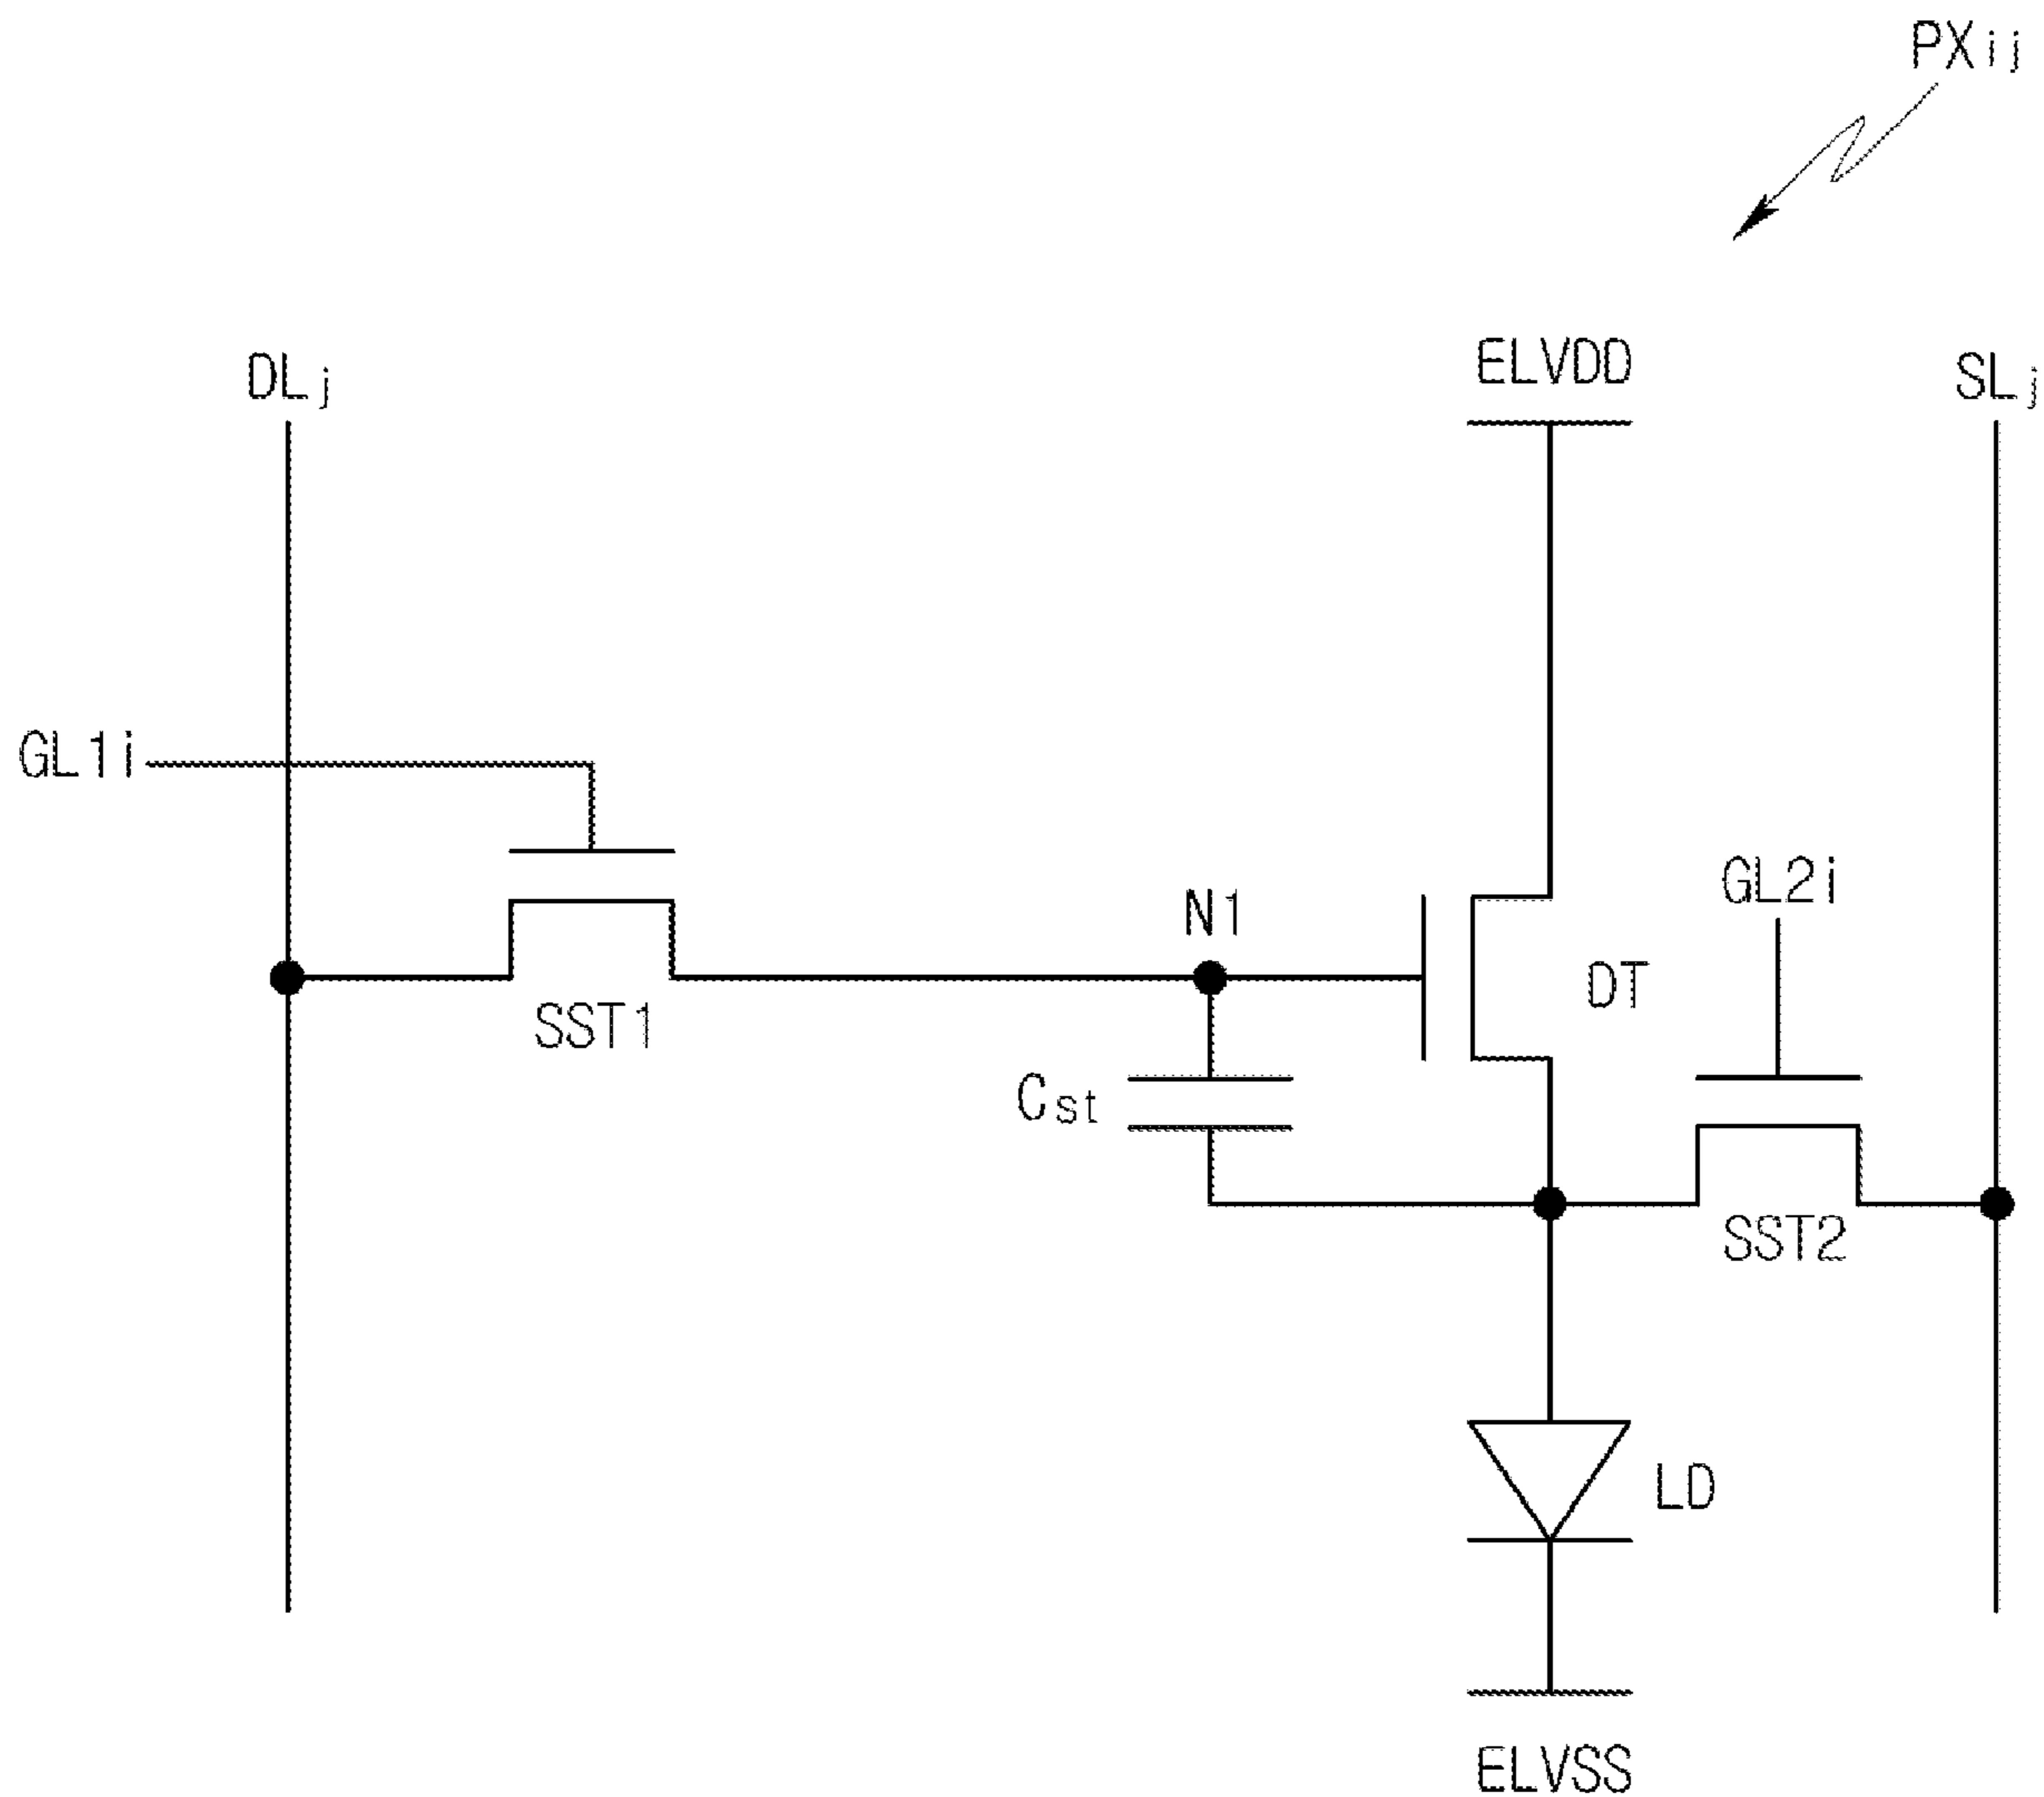 PXij
DLj
ELVDD
SLj
GL1i
GL2i
N1
DT
SST1
Cst
SST2
LD
ELVSS